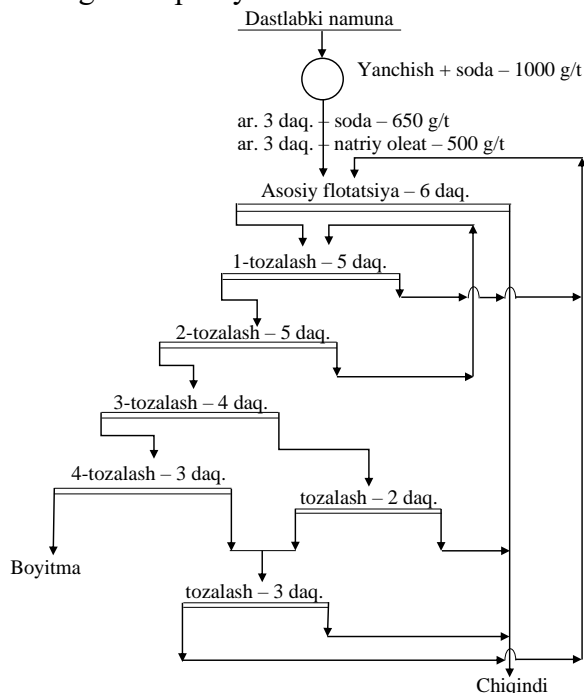 Dastlabki namuna
Yanchish + soda – 1000 g/t
ar. 3 daq. – soda – 650 g/t
ar. 3 daq. – natriy oleat – 500 g/t
Asosiy flotatsiya – 6 daq.
1-tozalash – 5 daq.
2-tozalash – 5 daq.
3-tozalash – 4 daq.
4-tozalash – 3 daq.
tozalash – 2 daq.
Boyitma
tozalash – 3 daq.
Chiqindi